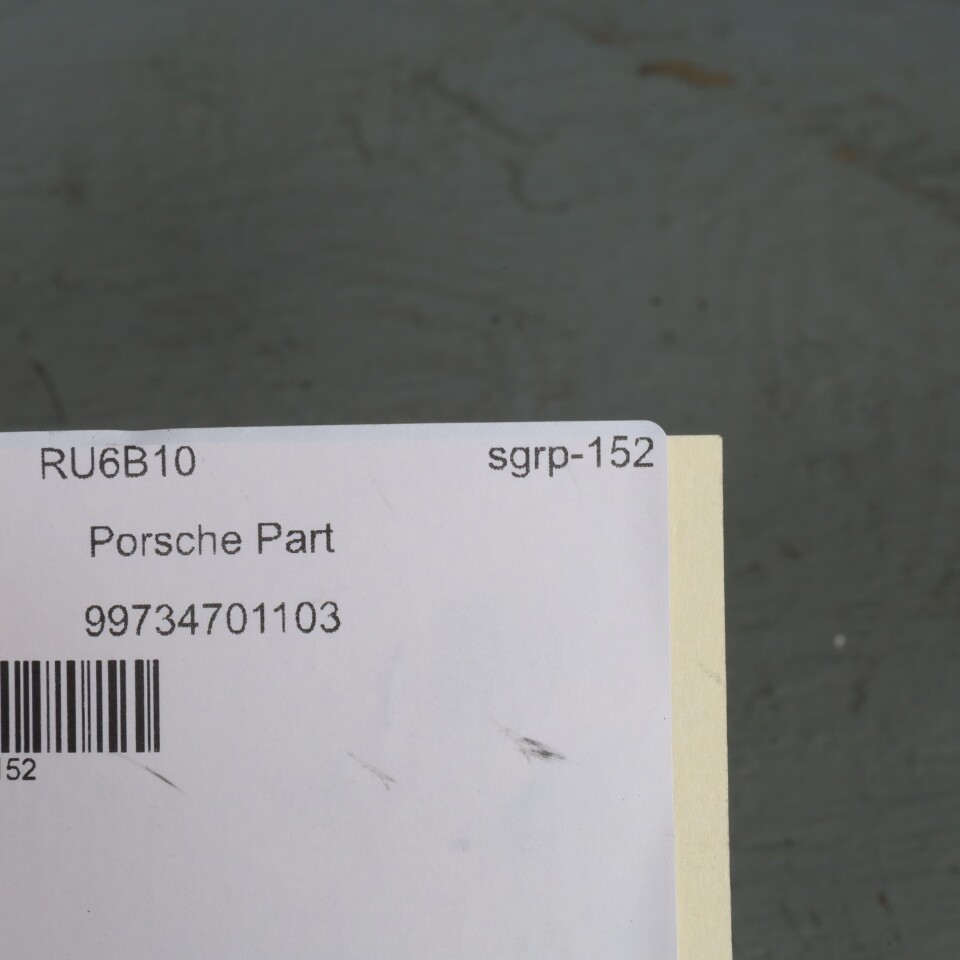 RU6B10 sgrp-152
Porsche Part
99734701103
152